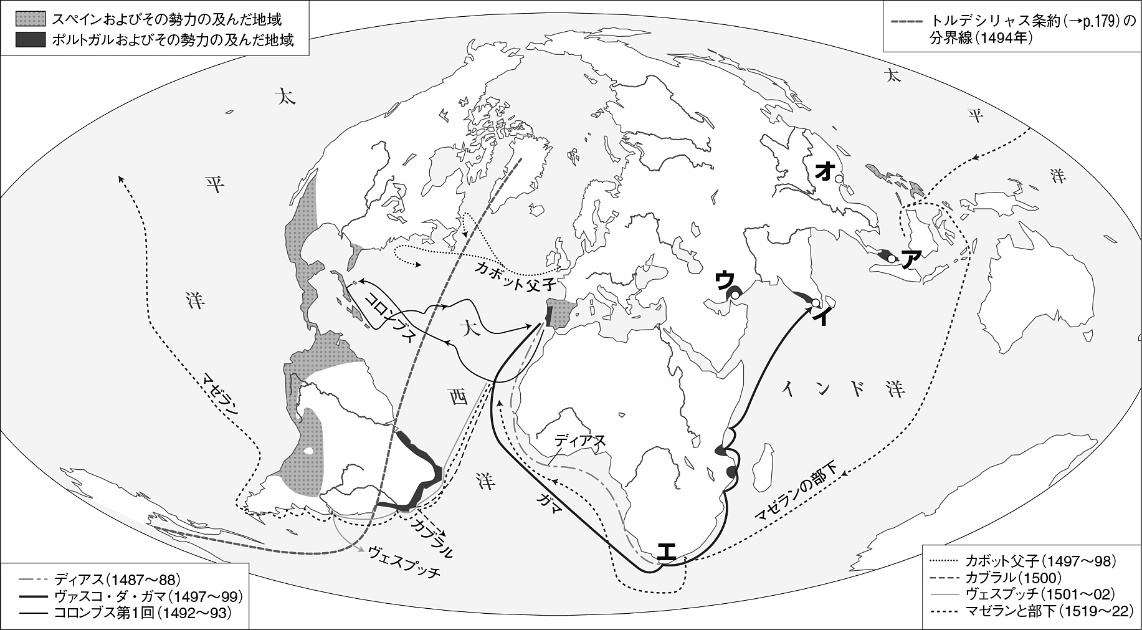 スペインおよびその勢力の及んだ地域
ポルトガルおよびその勢力の及んだ地域
トルデシリャス条約(→p.179)の
分界線(1494年)
太
平
洋
太
平
洋
オ
ア
ウ
イ
エ
カボット父子
コロンブス
大
西
洋
インド洋
マゼラン
ディアス
ガマ
カブラル
ヴェスプッチ
マゼランの部下
ディアス(1487〜88)
ヴァスコ・ダ・ガマ(1497〜99)
コロンブス第1回(1492〜93)
カボット父子(1497〜98)
カブラル(1500)
ヴェスプッチ(1501〜02)
マゼランと部下(1519〜22)